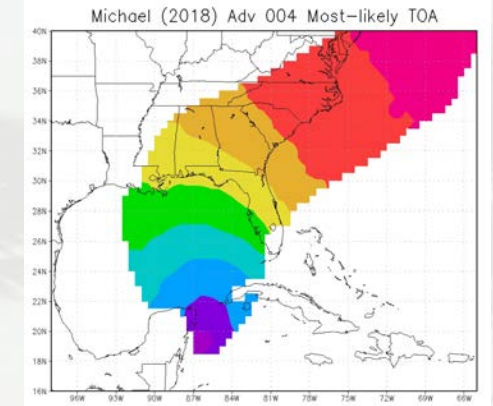 Michael (2018) Adv 004 Most-likely TOA
40N
38N
36N
34N
32N
30N
28N
26N
24N
22N
20N
18N
16N
96W 93W 90W 87W 84W 81W 78W 75W 72W 69W 66W